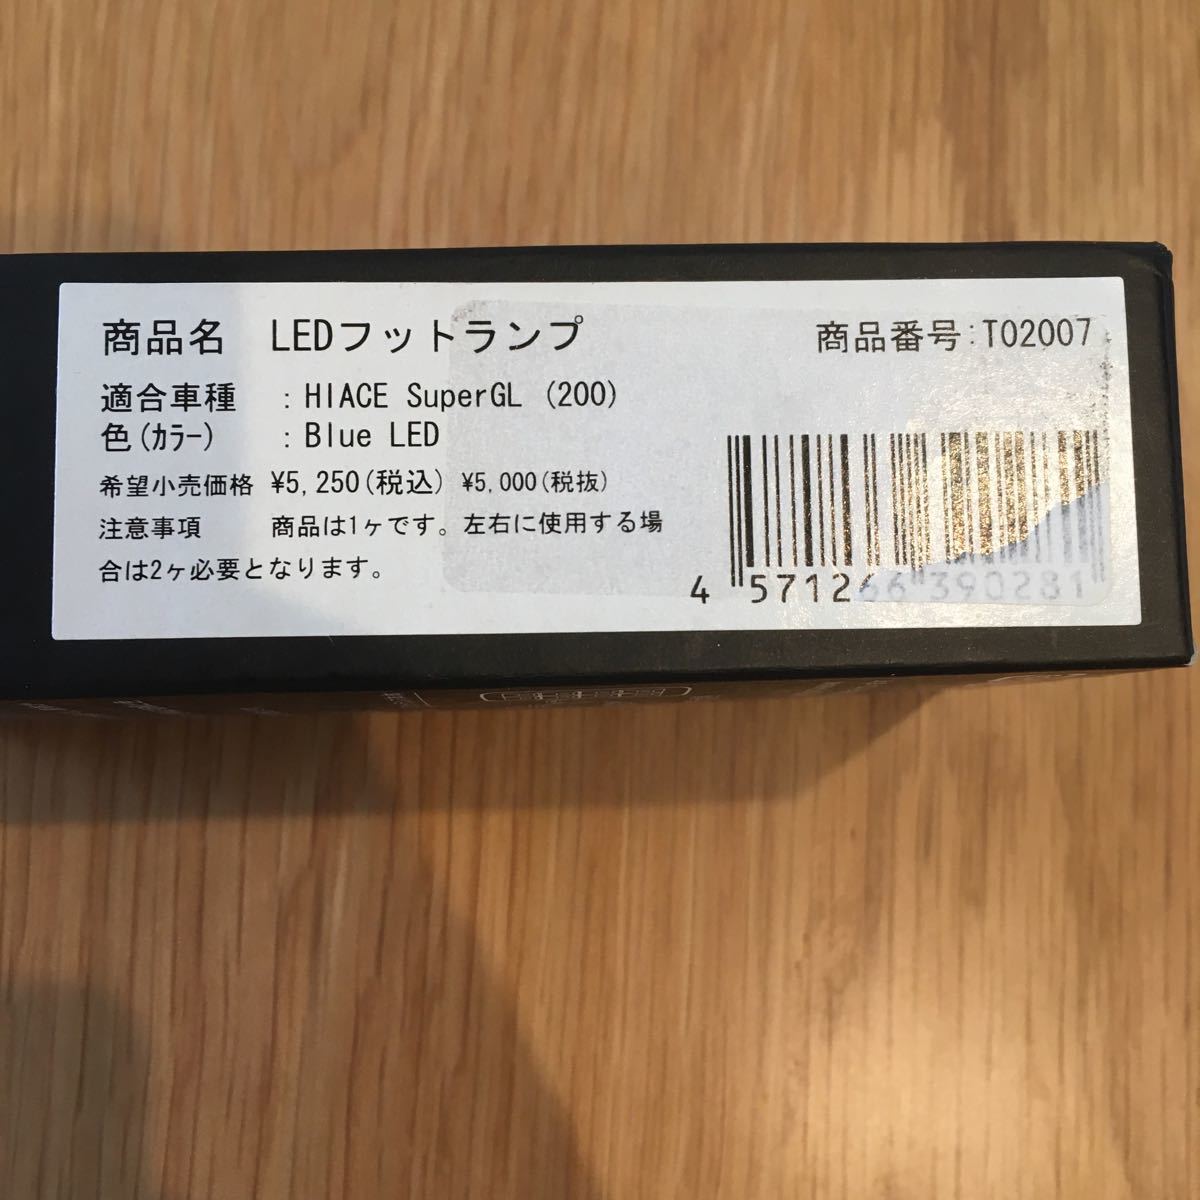 商品名 LEDフットランプ 商品番号:T02007
適合車種 : HIACE SuperGL (200)
色(ｶﾗｰ) : Blue LED
希望小売価格 ¥5,250(税込) ¥5,000(税抜)
注意事項 商品は1ヶです。左右に使用する場
合は2ヶ必要となります。
4 571266 390281